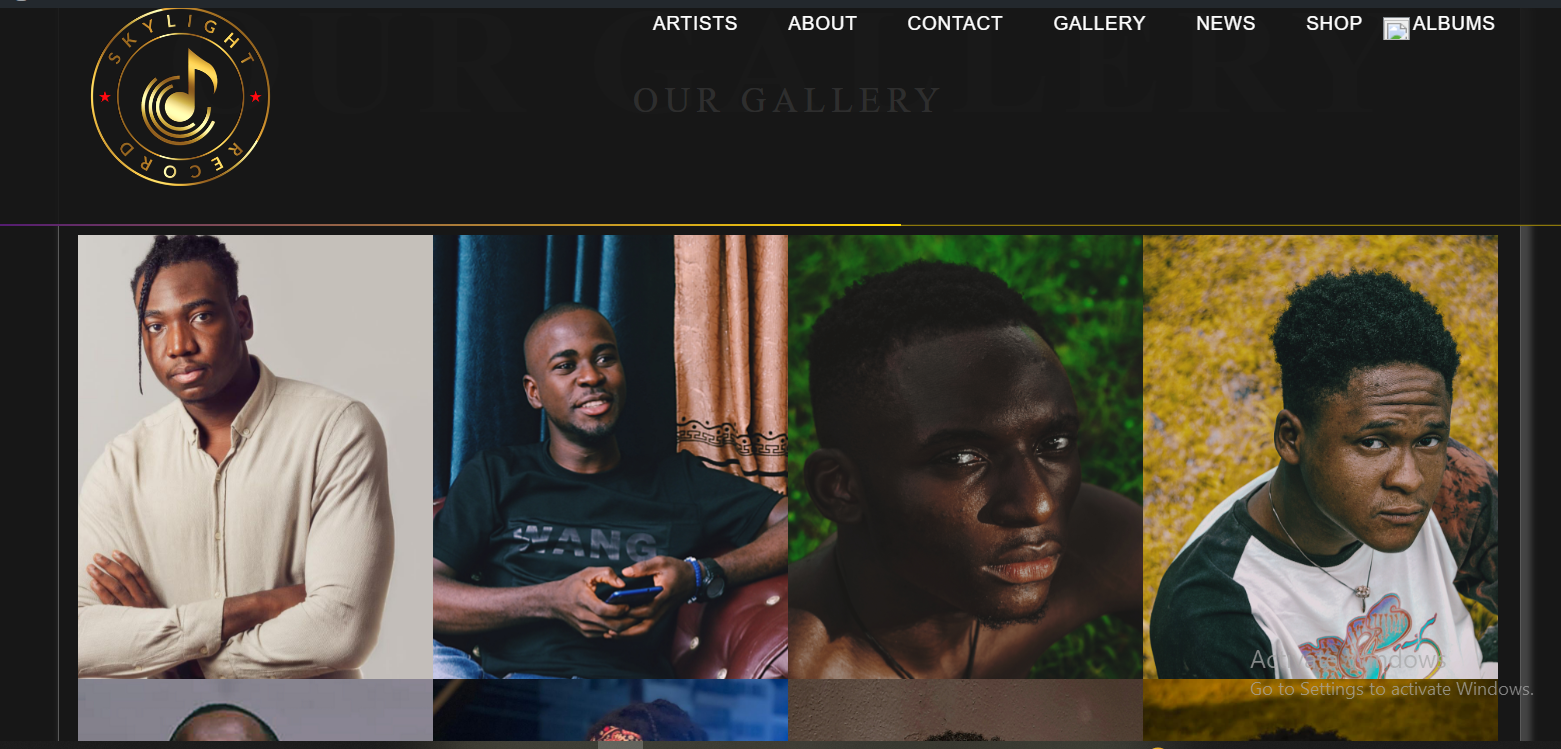 SKYLIGHT
RECORD
ARTISTS ABOUT CONTACT GALLERY NEWS SHOP ALBUMS
OUR GALLERY
OUR GALLERY
WANG
Activate Windows
Go to Settings to activate Windows.